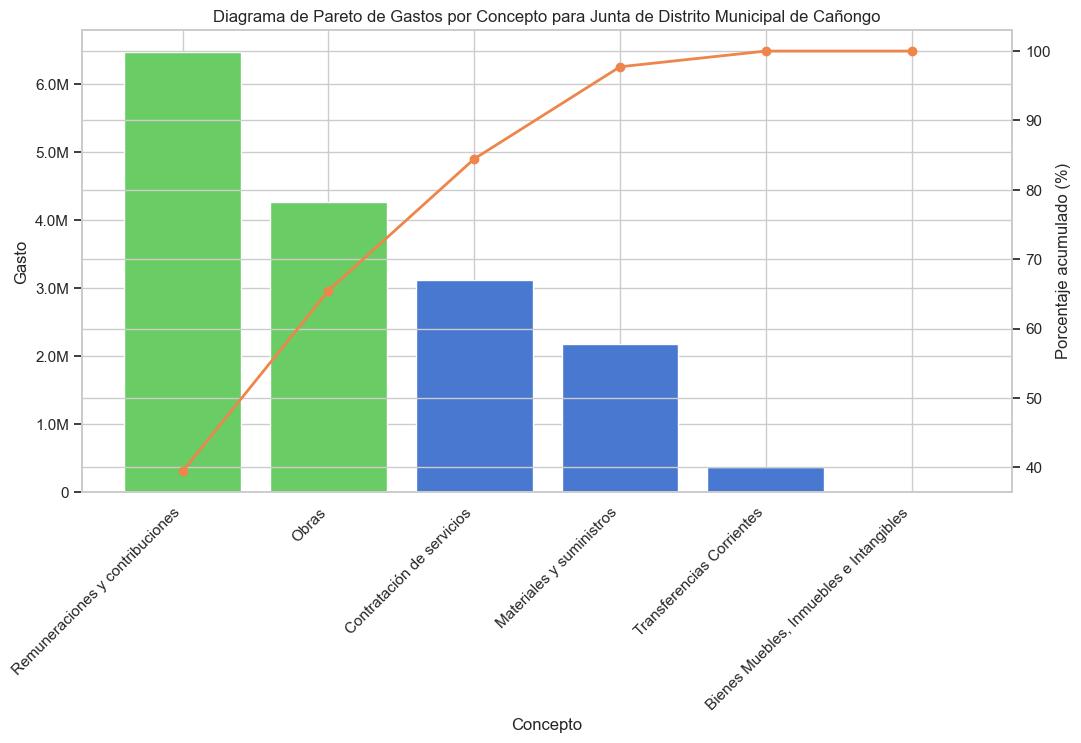 Diagrama de Pareto de Gastos por Concepto para Junta de Distrito Municipal de Cañongo
Gasto
6.0M
5.0M
4.0M
3.0M
2.0M
1.0M
0
100
90
80
70
60
50
40
Porcentaje acumulado (%)
Remuneraciones y contribuciones
Obras
Contratación de servicios
Materiales y suministros
Transferencias Corrientes
Bienes Muebles, Inmuebles e Intangibles
Concepto